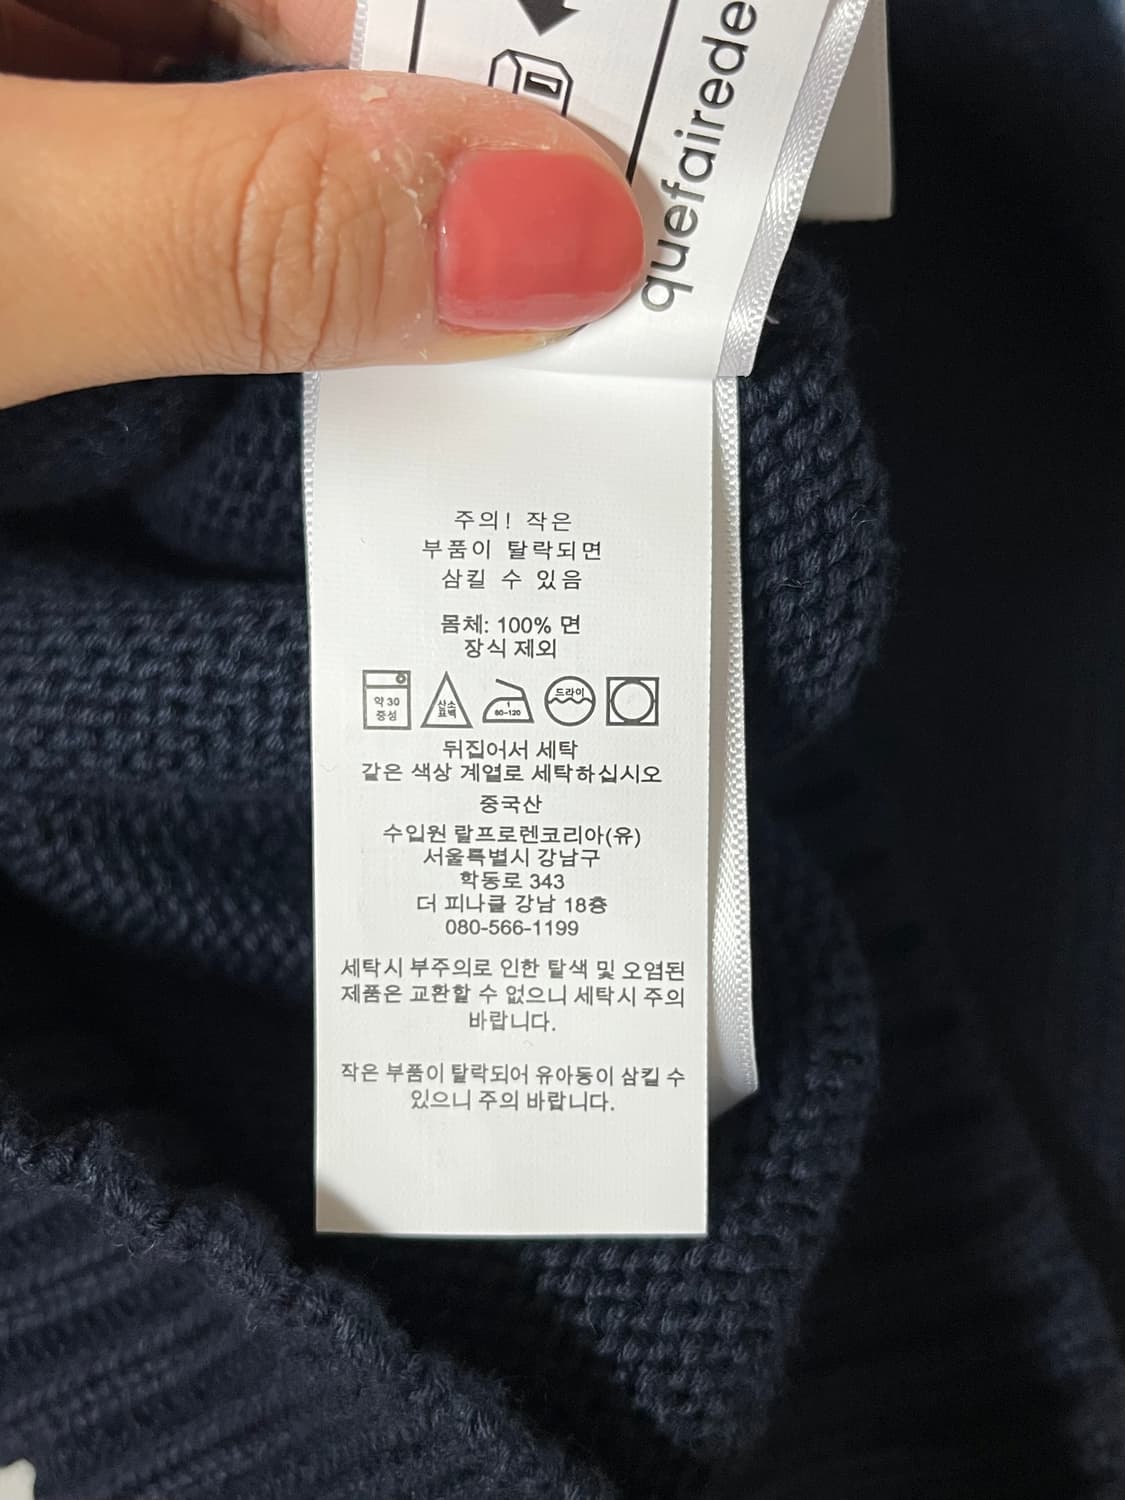 quefairede
주의! 작은
부품이 탈락되면
삼킬 수 있음
몸체: 100% 면
장식 제외
약 30
중성
산소
표백
1
80-120
드라이
뒤집어서 세탁
같은 색상 계열로 세탁하십시오
중국산
수입원 랄프로렌코리아(유)
서울특별시 강남구
학동로 343
더 피나클 강남 18층
080-566-1199
세탁시 부주의로 인한 탈색 및 오염된
제품은 교환할 수 없으니 세탁시 주의
바랍니다.
작은 부품이 탈락되어 유아동이 삼킬 수
있으니 주의 바랍니다.